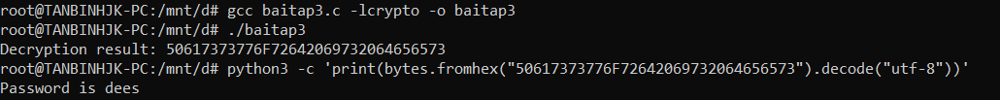 root@TANBINHJK-PC:/mnt/d# gcc baitap3.c -lcrypto -o baitap3
root@TANBINHJK-PC:/mnt/d# ./baitap3
Decryption result: 50617373776F72642069732064656573
root@TANBINHJK-PC:/mnt/d# python3 -c 'print(bytes.fromhex("50617373776F72642069732064656573").decode("utf-8"))'
Password is dees